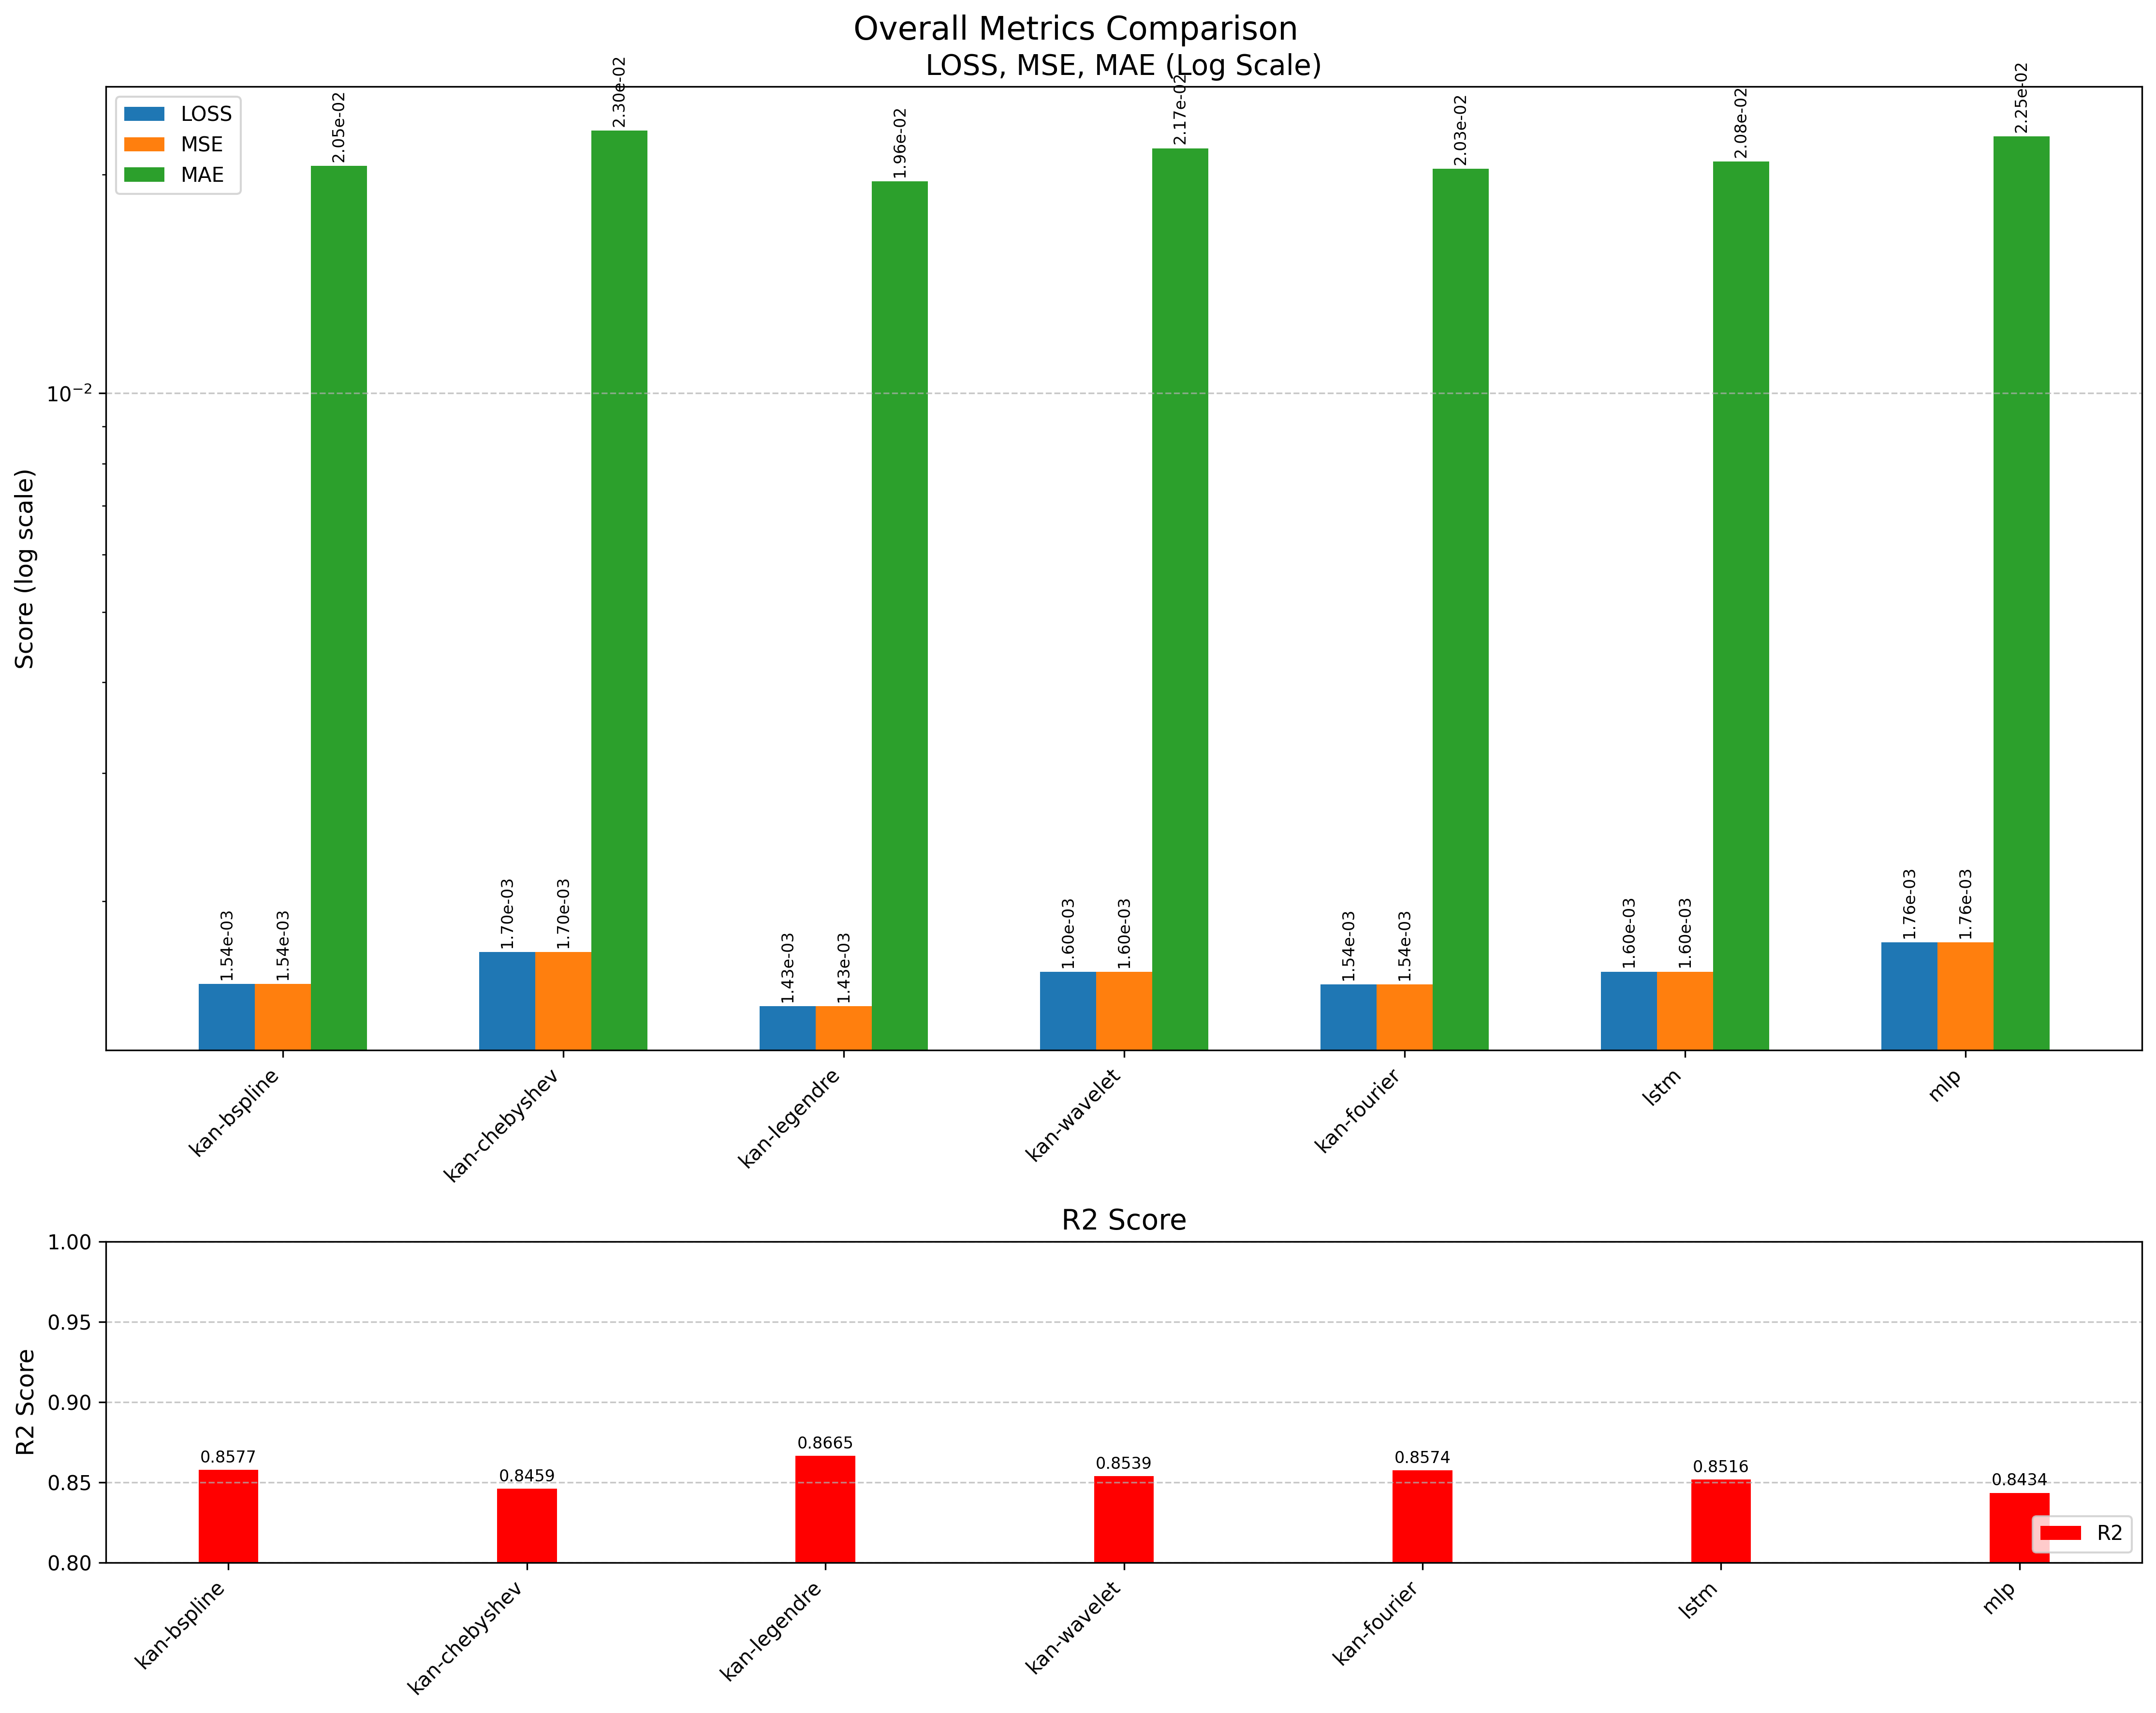 Overall Metrics Comparison
LOSS, MSE, MAE (Log Scale)
LOSS
MSE
MAE
Score (log scale)
10⁻²
1.54e-03
1.54e-03
2.05e-02
1.70e-03
1.70e-03
2.30e-02
1.43e-03
1.43e-03
1.96e-02
1.60e-03
1.60e-03
2.17e-02
1.54e-03
1.54e-03
2.03e-02
1.60e-03
1.60e-03
2.08e-02
1.76e-03
1.76e-03
2.25e-02
kan-bspline
kan-chebyshev
kan-legendre
kan-wavelet
kan-fourier
lstm
mlp
R2 Score
R2 Score
1.00
0.95
0.90
0.85
0.80
0.8577
0.8459
0.8665
0.8539
0.8574
0.8516
0.8434
R2
kan-bspline
kan-chebyshev
kan-legendre
kan-wavelet
kan-fourier
lstm
mlp